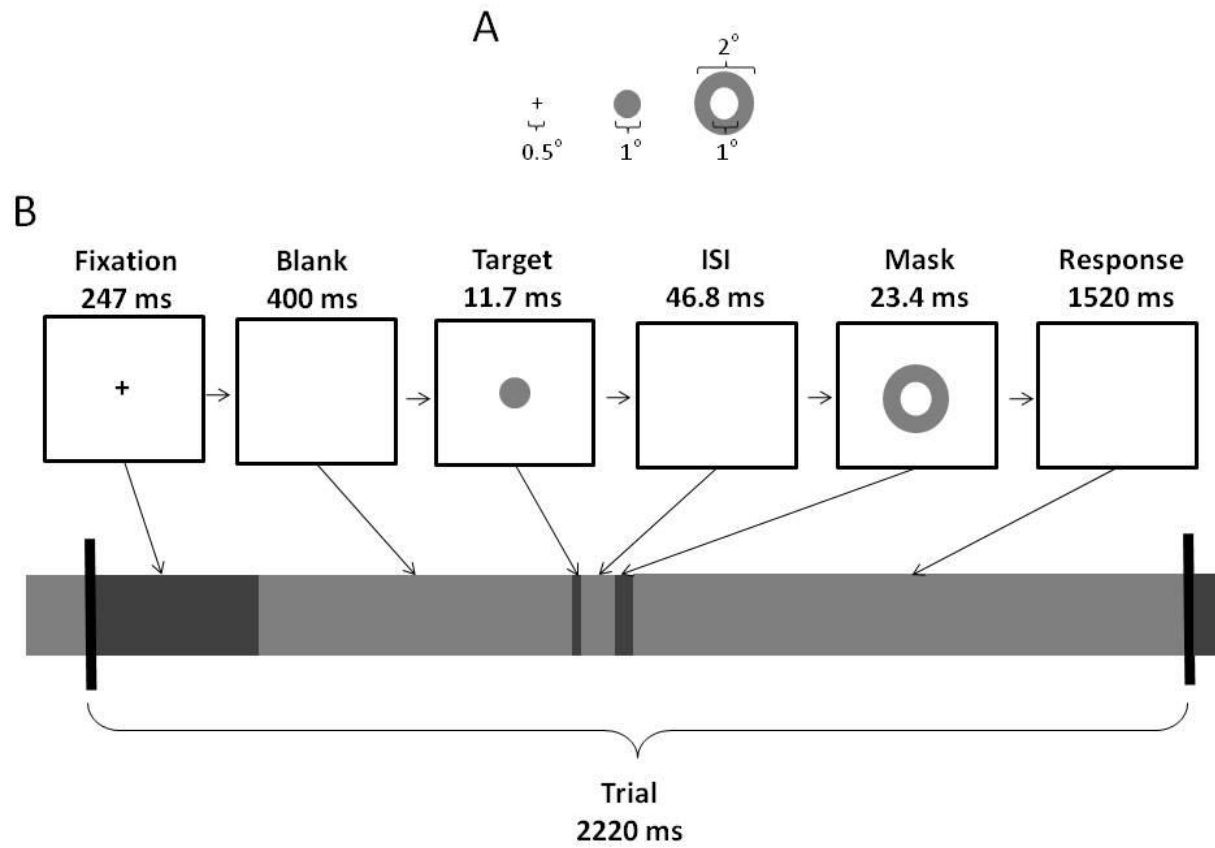 A
2°
+
0.5°
1°
1°
B
Fixation Blank Target ISI Mask Response
247 ms 400 ms 11.7 ms 46.8 ms 23.4 ms 1520 ms
+
Trial
2220 ms